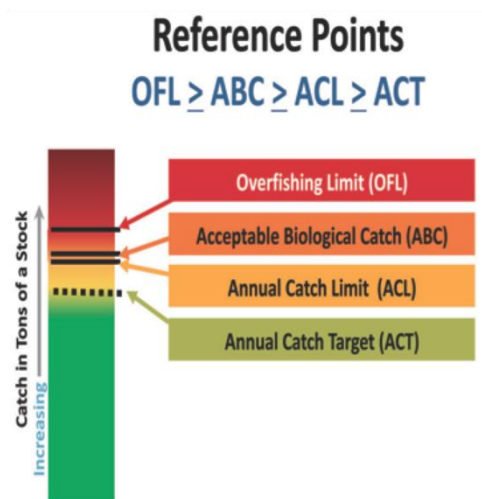 Reference Points
OFL ≥ ABC ≥ ACL ≥ ACT
Overfishing Limit (OFL)
Acceptable Biological Catch (ABC)
Annual Catch Limit (ACL)
Annual Catch Target (ACT)
Catch in Tons of a Stock
Increasing